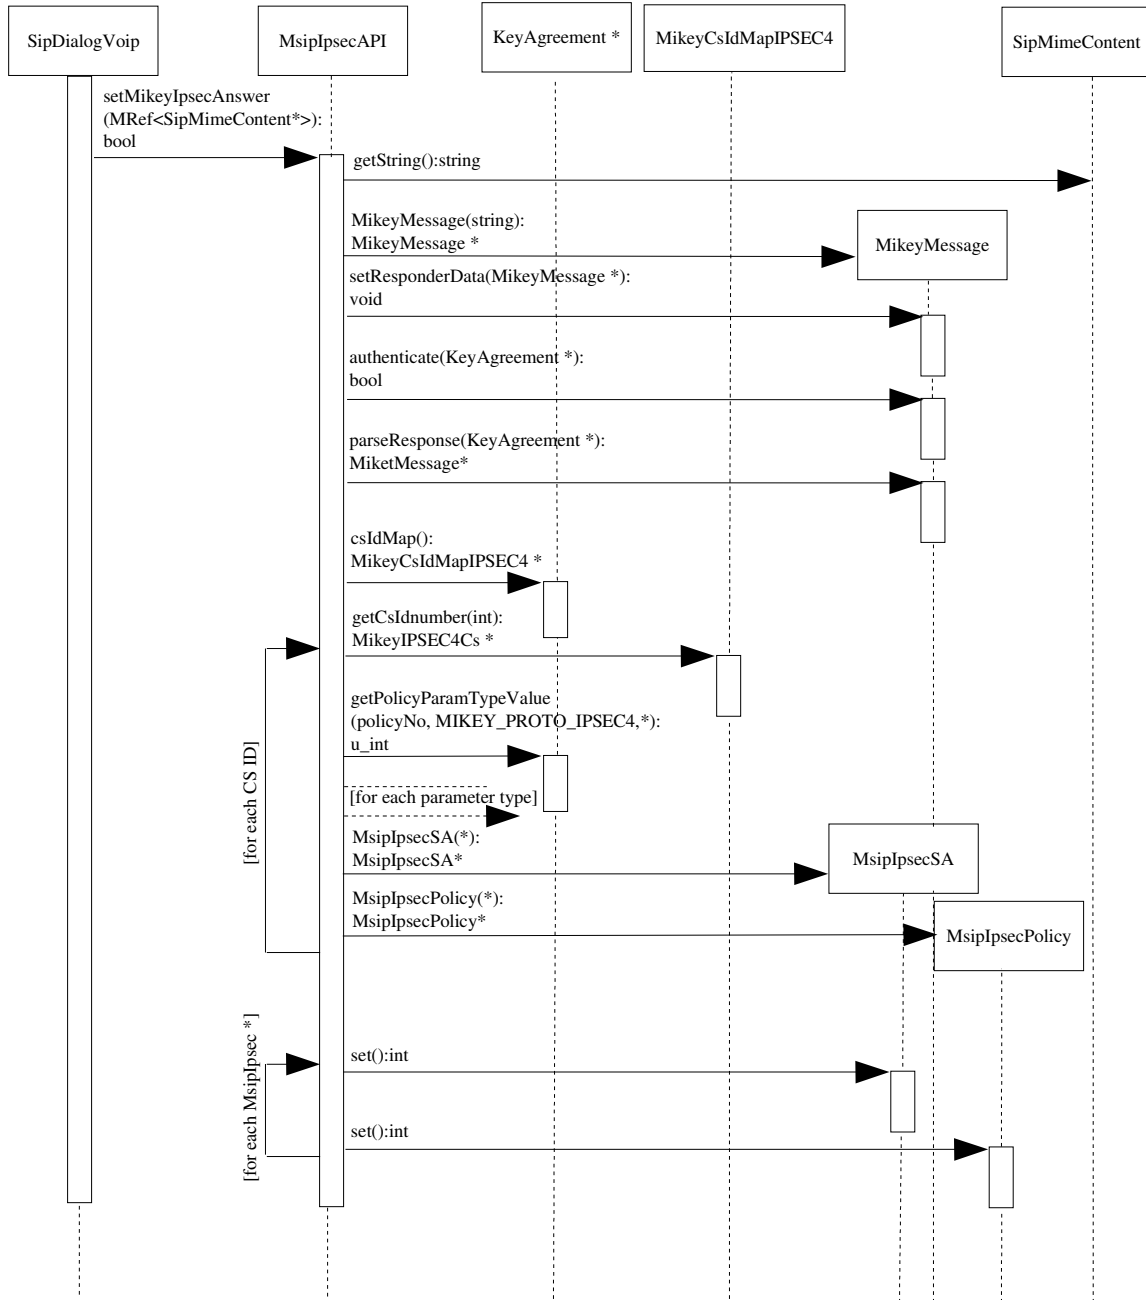 SipDialogVoip
MsipIpsecAPI
KeyAgreement *
MikeyCsIdMapIPSEC4
SipMimeContent
setMikeyIpsecAnswer
(MRef<SipMimeContent*>):
bool
getString():string
MikeyMessage(string):
MikeyMessage *
MikeyMessage
setResponderData(MikeyMessage *):
void
authenticate(KeyAgreement *):
bool
parseResponse(KeyAgreement *):
MiketMessage*
csIdMap():
MikeyCsIdMapIPSEC4 *
getCsIdnumber(int):
MikeyIPSEC4Cs *
getPolicyParamTypeValue
(policyNo, MIKEY_PROTO_IPSEC4,*):
u_int
[for each CS ID]
[for each parameter type]
MsipIpsecSA(*):
MsipIpsecSA*
MsipIpsecSA
MsipIpsecPolicy(*):
MsipIpsecPolicy*
MsipIpsecPolicy
[for each MsipIpsec *]
set():int
set():int